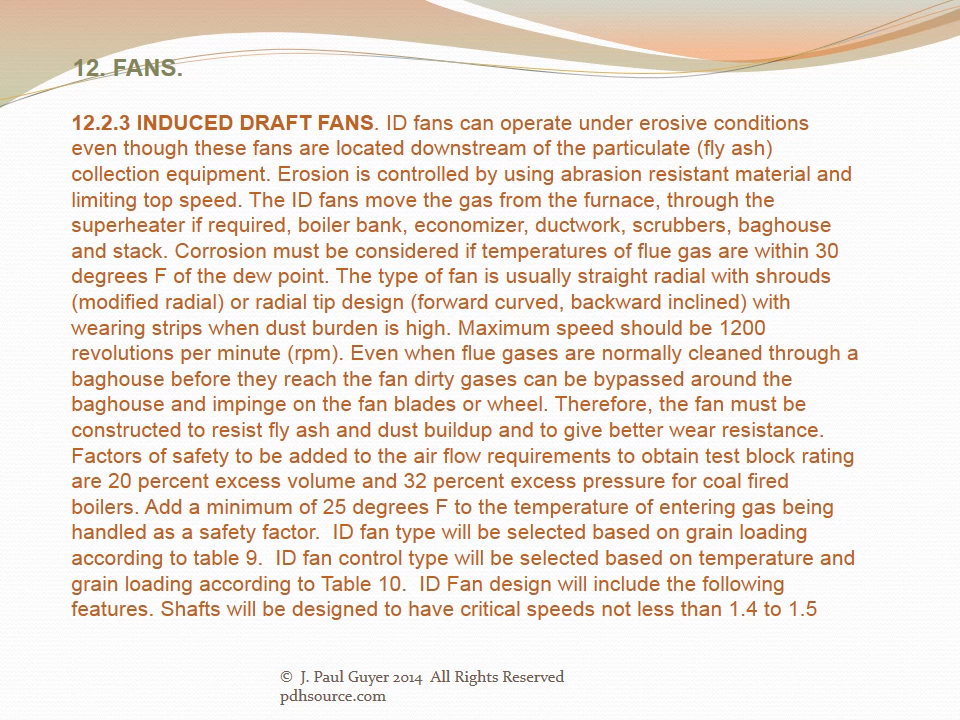 12. FANS.
12.2.3 INDUCED DRAFT FANS. ID fans can operate under erosive conditions
even though these fans are located downstream of the particulate (fly ash)
collection equipment. Erosion is controlled by using abrasion resistant material and
limiting top speed. The ID fans move the gas from the furnace, through the
superheater if required, boiler bank, economizer, ductwork, scrubbers, baghouse
and stack. Corrosion must be considered if temperatures of flue gas are within 30
degrees F of the dew point. The type of fan is usually straight radial with shrouds
(modified radial) or radial tip design (forward curved, backward inclined) with
wearing strips when dust burden is high. Maximum speed should be 1200
revolutions per minute (rpm). Even when flue gases are normally cleaned through a
baghouse before they reach the fan dirty gases can be bypassed around the
baghouse and impinge on the fan blades or wheel. Therefore, the fan must be
constructed to resist fly ash and dust buildup and to give better wear resistance.
Factors of safety to be added to the air flow requirements to obtain test block rating
are 20 percent excess volume and 32 percent excess pressure for coal fired
boilers. Add a minimum of 25 degrees F to the temperature of entering gas being
handled as a safety factor.  ID fan type will be selected based on grain loading
according to table 9.  ID fan control type will be selected based on temperature and
grain loading according to Table 10.  ID Fan design will include the following
features. Shafts will be designed to have critical speeds not less than 1.4 to 1.5
© J. Paul Guyer 2014  All Rights Reserved
pdhsource.com